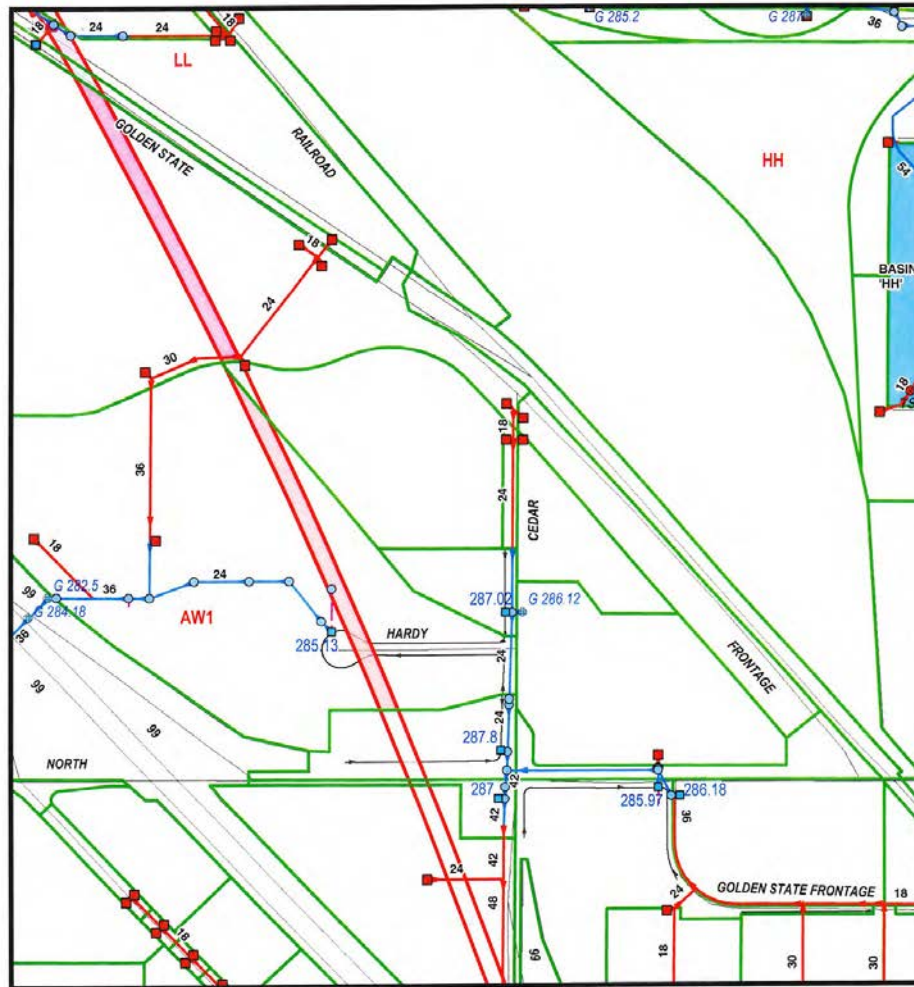 18
24
24
18
G 285.2
G 287
36
LL
GOLDEN STATE
RAILROAD
HH
54
BASIN
'HH'
18
24
30
18
18
36
24
CEDAR
18
99
G 282.5
36
24
G 284.18
36
AW1
287.02
G 286.12
285.13
HARDY
24
FRONTAGE
99
99
24
287.8
NORTH
42
287
42
285.97
286.18
36
42
24
48
24
GOLDEN STATE FRONTAGE
18
18
66
18
30
30